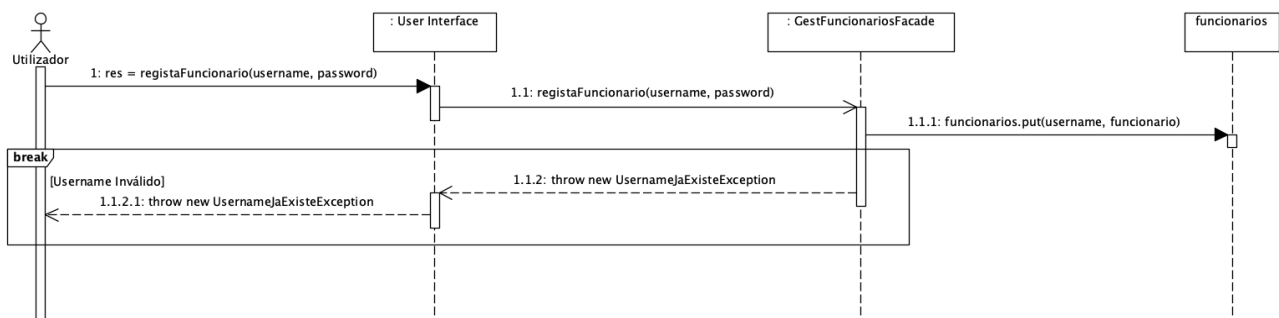 : User Interface
: GestFuncionariosFacade
funcionarios
Utilizador
1: res = registaFuncionario(username, password)
1.1: registaFuncionario(username, password)
1.1.1: funcionarios.put(username, funcionario)
break
[Username Inválido]
1.1.2: throw new UsernameJaExisteException
1.1.2.1: throw new UsernameJaExisteException